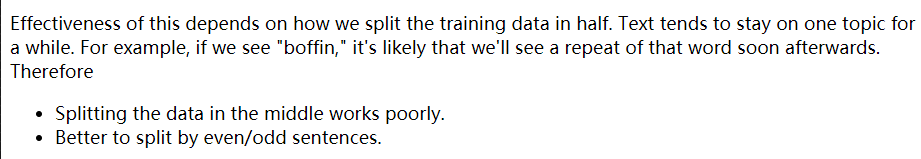 Effectiveness of this depends on how we split the training data in half. Text tends to stay on one topic for
a while. For example, if we see "boffin," it's likely that we'll see a repeat of that word soon afterwards.
Therefore
• Splitting the data in the middle works poorly.
• Better to split by even/odd sentences.